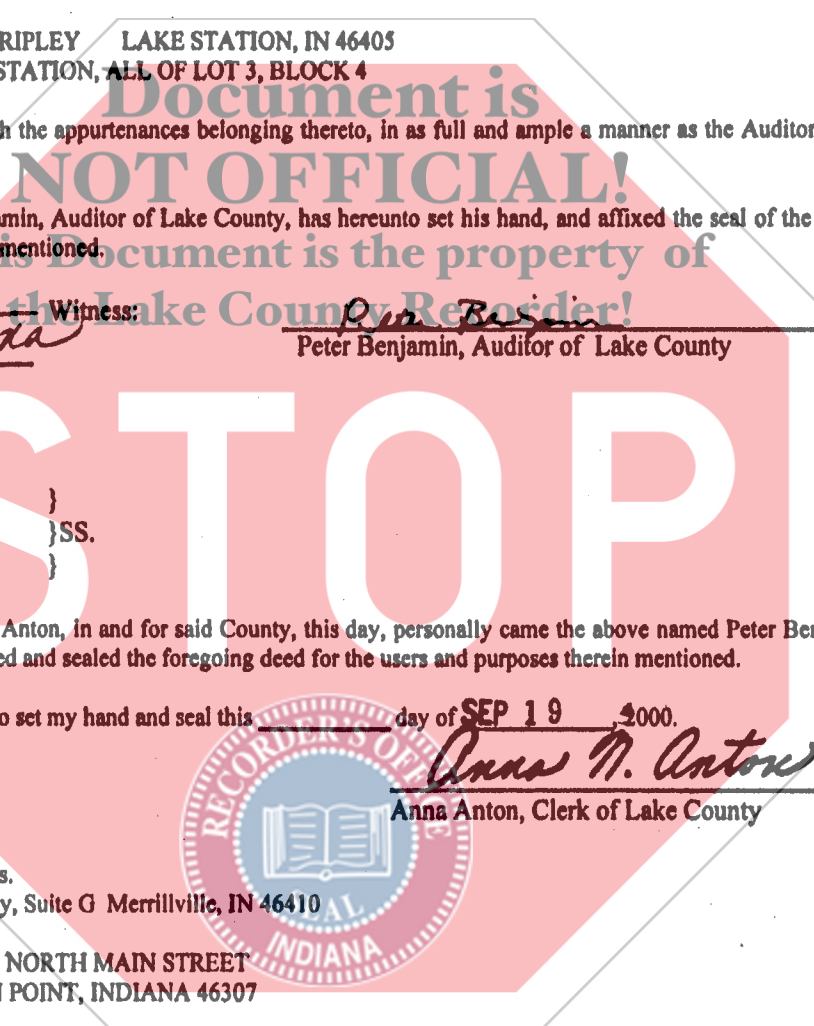 RIPLEY LAKE STATION, IN 46405
STATION, ALL OF LOT 3, BLOCK 4
Document is
h the appurtenances belonging thereto, in as full and ample a manner as the Auditor
NOT OFFICIAL!
amin, Auditor of Lake County, has hereunto set his hand, and affixed the seal of the
mentioned.
is Document is the property of
the Lake County Recorder!
Witness: Peter Benjamin
Peter Benjamin, Auditor of Lake County
STOP
}
}SS.
}
Anton, in and for said County, this day, personally came the above named Peter Ben
ed and sealed the foregoing deed for the users and purposes therein mentioned.
o set my hand and seal this day of SEP 19 , 2000.
Anna N. Anton
Anna Anton, Clerk of Lake County
RECORDER'S OFFICE
SEAL
INDIANA
s.
y, Suite G Merrillville, IN 46410
NORTH MAIN STREET
N POINT, INDIANA 46307